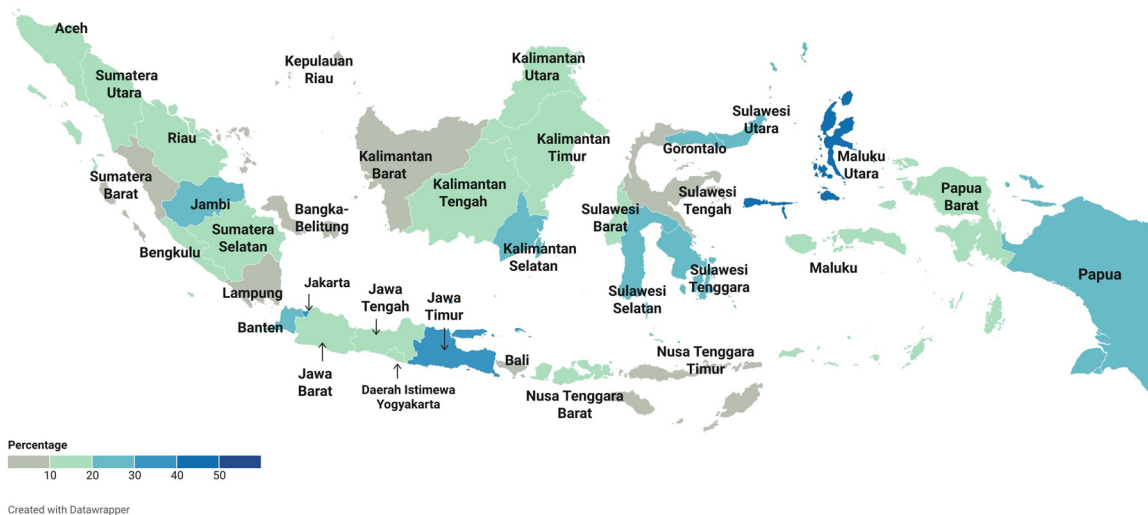 Aceh
Sumatera
Utara
Riau
Kepulauan
Riau
Sumatera
Barat
Jambi
Bengkulu
Sumatera
Selatan
Bangka-
Belitung
Lampung
Kalimantan
Utara
Kalimantan
Timur
Kalimantan
Barat
Kalimantan
Tengah
Kalimantan
Selatan
Sulawesi
Utara
Gorontalo
Sulawesi
Tengah
Sulawesi
Barat
Sulawesi
Selatan
Sulawesi
Tenggara
Maluku
Utara
Maluku
Papua
Barat
Papua
Jakarta
Banten
Jawa
Barat
Jawa
Tengah
Daerah Istimewa
Yogyakarta
Jawa
Timur
Bali
Nusa Tenggara
Barat
Nusa Tenggara
Timur
Percentage
10 20 30 40 50
Created with Datawrapper